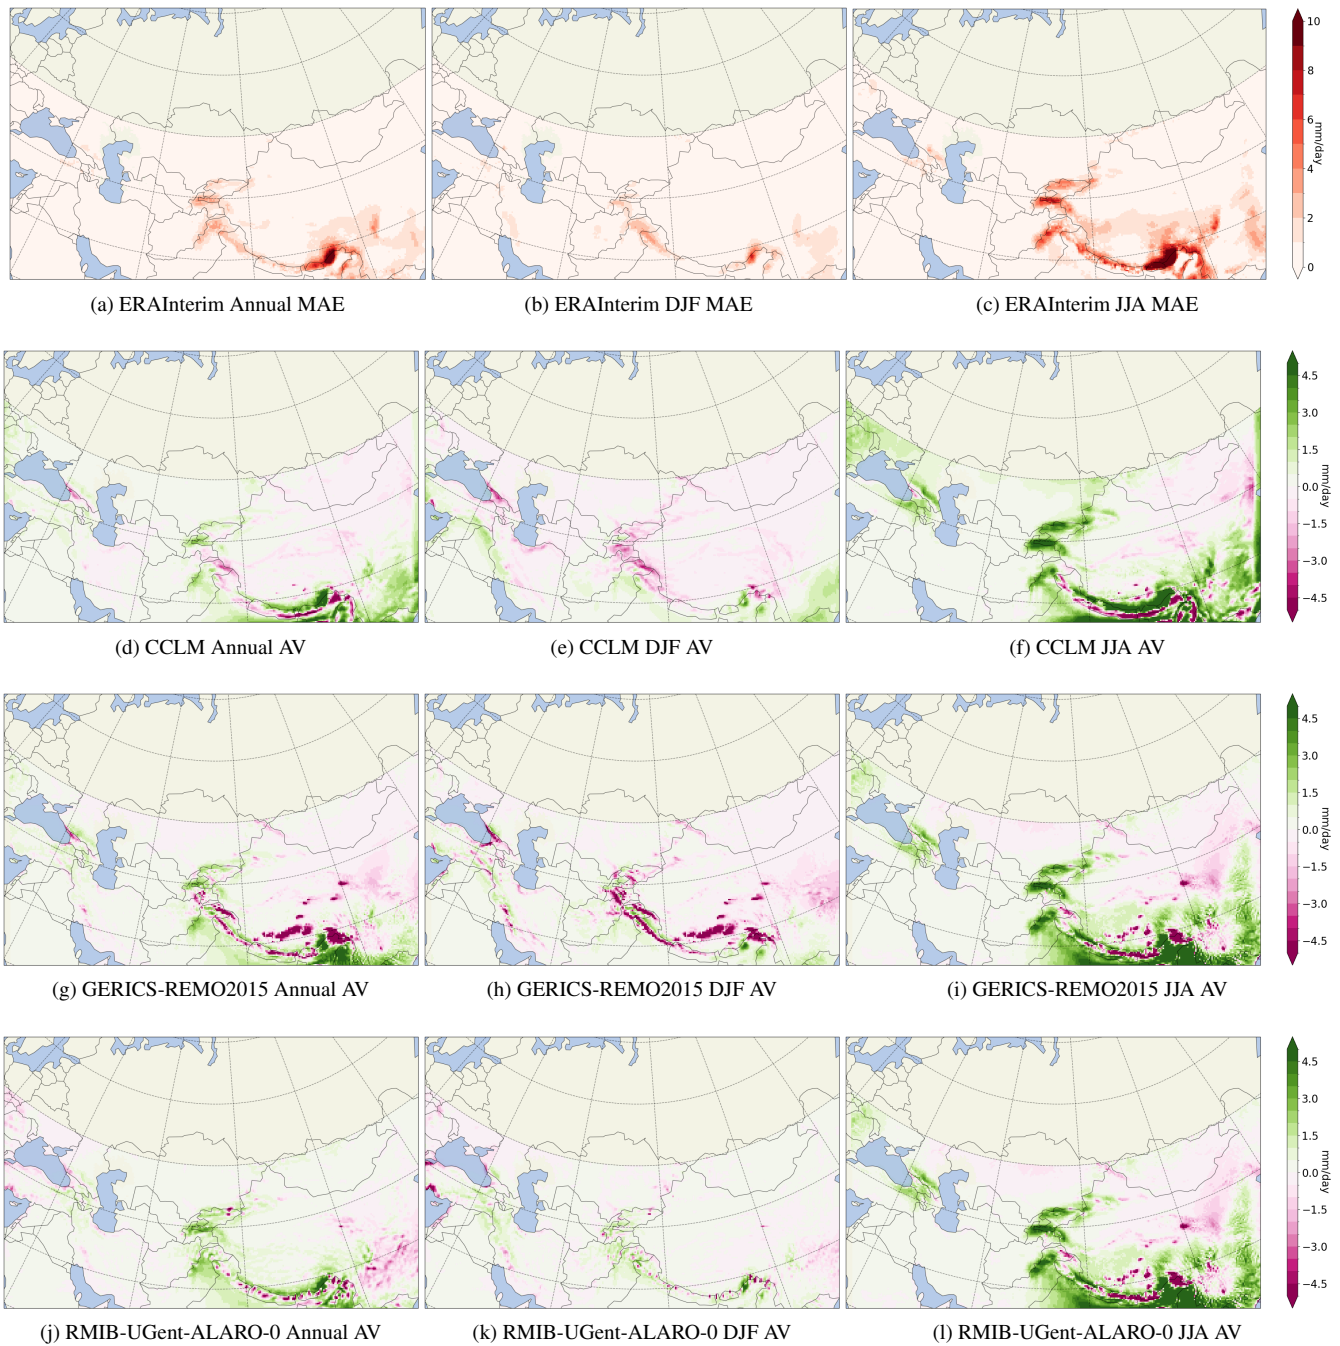 10
8
6
4
2
0
mm/day
(a) ERAInterim Annual MAE
(b) ERAInterim DJF MAE
(c) ERAInterim JJA MAE
4.5
3.0
1.5
0.0
−1.5
−3.0
−4.5
mm/day
(d) CCLM Annual AV
(e) CCLM DJF AV
(f) CCLM JJA AV
4.5
3.0
1.5
0.0
−1.5
−3.0
−4.5
mm/day
(g) GERICS-REMO2015 Annual AV
(h) GERICS-REMO2015 DJF AV
(i) GERICS-REMO2015 JJA AV
4.5
3.0
1.5
0.0
−1.5
−3.0
−4.5
mm/day
(j) RMIB-UGent-ALARO-0 Annual AV
(k) RMIB-UGent-ALARO-0 DJF AV
(l) RMIB-UGent-ALARO-0 JJA AV